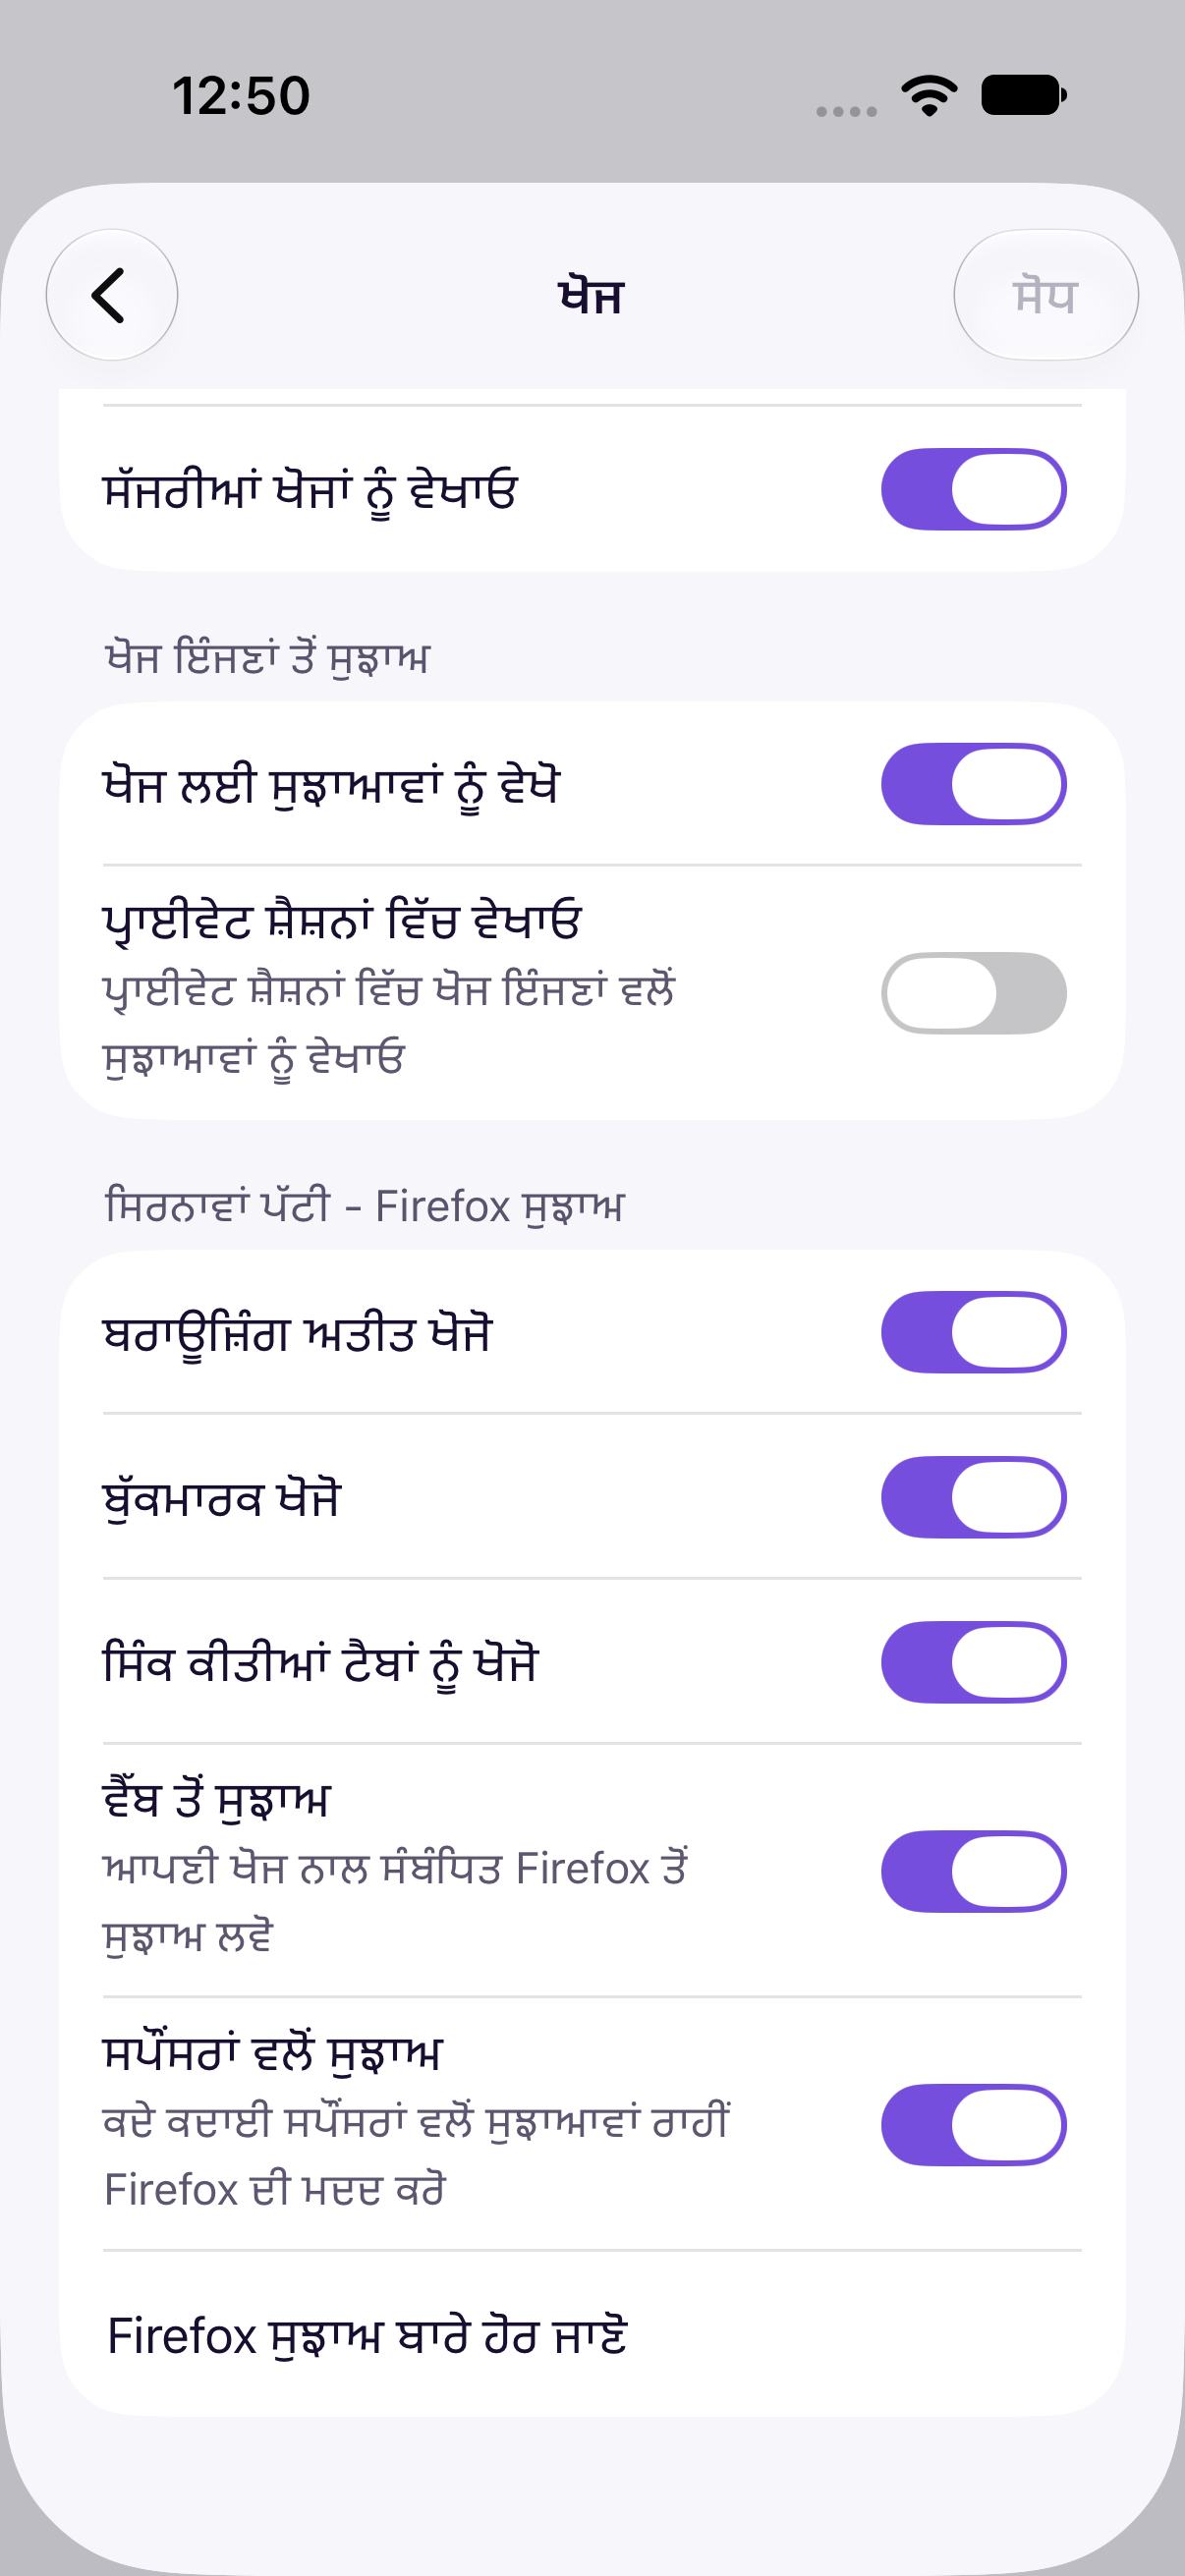 12:50
ਖੋਜ
ਸੋਧ
ਸੱਜਰੀਆਂ ਖੋਜਾਂ ਨੂੰ ਵੇਖਾਓ
ਖੋਜ ਇੰਜਣਾਂ ਤੋਂ ਸੁਝਾਅ
ਖੋਜ ਲਈ ਸੁਝਾਆਵਾਂ ਨੂੰ ਵੇਖੋ
ਪ੍ਰਾਈਵੇਟ ਸ਼ੈਸ਼ਨਾਂ ਵਿੱਚ ਵੇਖਾਓ
ਪ੍ਰਾਈਵੇਟ ਸ਼ੈਸ਼ਨਾਂ ਵਿੱਚ ਖੋਜ ਇੰਜਣਾਂ ਵਲੋਂ
ਸੁਝਾਆਵਾਂ ਨੂੰ ਵੇਖਾਓ
ਸਿਰਨਾਵਾਂ ਪੱਟੀ - Firefox ਸੁਝਾਅ
ਬਰਾਊਜ਼ਿੰਗ ਅਤੀਤ ਖੋਜੋ
ਬੁੱਕਮਾਰਕ ਖੋਜੋ
ਸਿੰਕ ਕੀਤੀਆਂ ਟੈਬਾਂ ਨੂੰ ਖੋਜੋ
ਵੈੱਬ ਤੋਂ ਸੁਝਾਅ
ਆਪਣੀ ਖੋਜ ਨਾਲ ਸੰਬੰਧਿਤ Firefox ਤੋਂ
ਸੁਝਾਅ ਲਵੋ
ਸਪੌਂਸਰਾਂ ਵਲੋਂ ਸੁਝਾਅ
ਕਦੇ ਕਦਾਈ ਸਪੌਂਸਰਾਂ ਵਲੋਂ ਸੁਝਾਆਵਾਂ ਰਾਹੀਂ
Firefox ਦੀ ਮਦਦ ਕਰੋ
Firefox ਸੁਝਾਅ ਬਾਰੇ ਹੋਰ ਜਾਣੋ